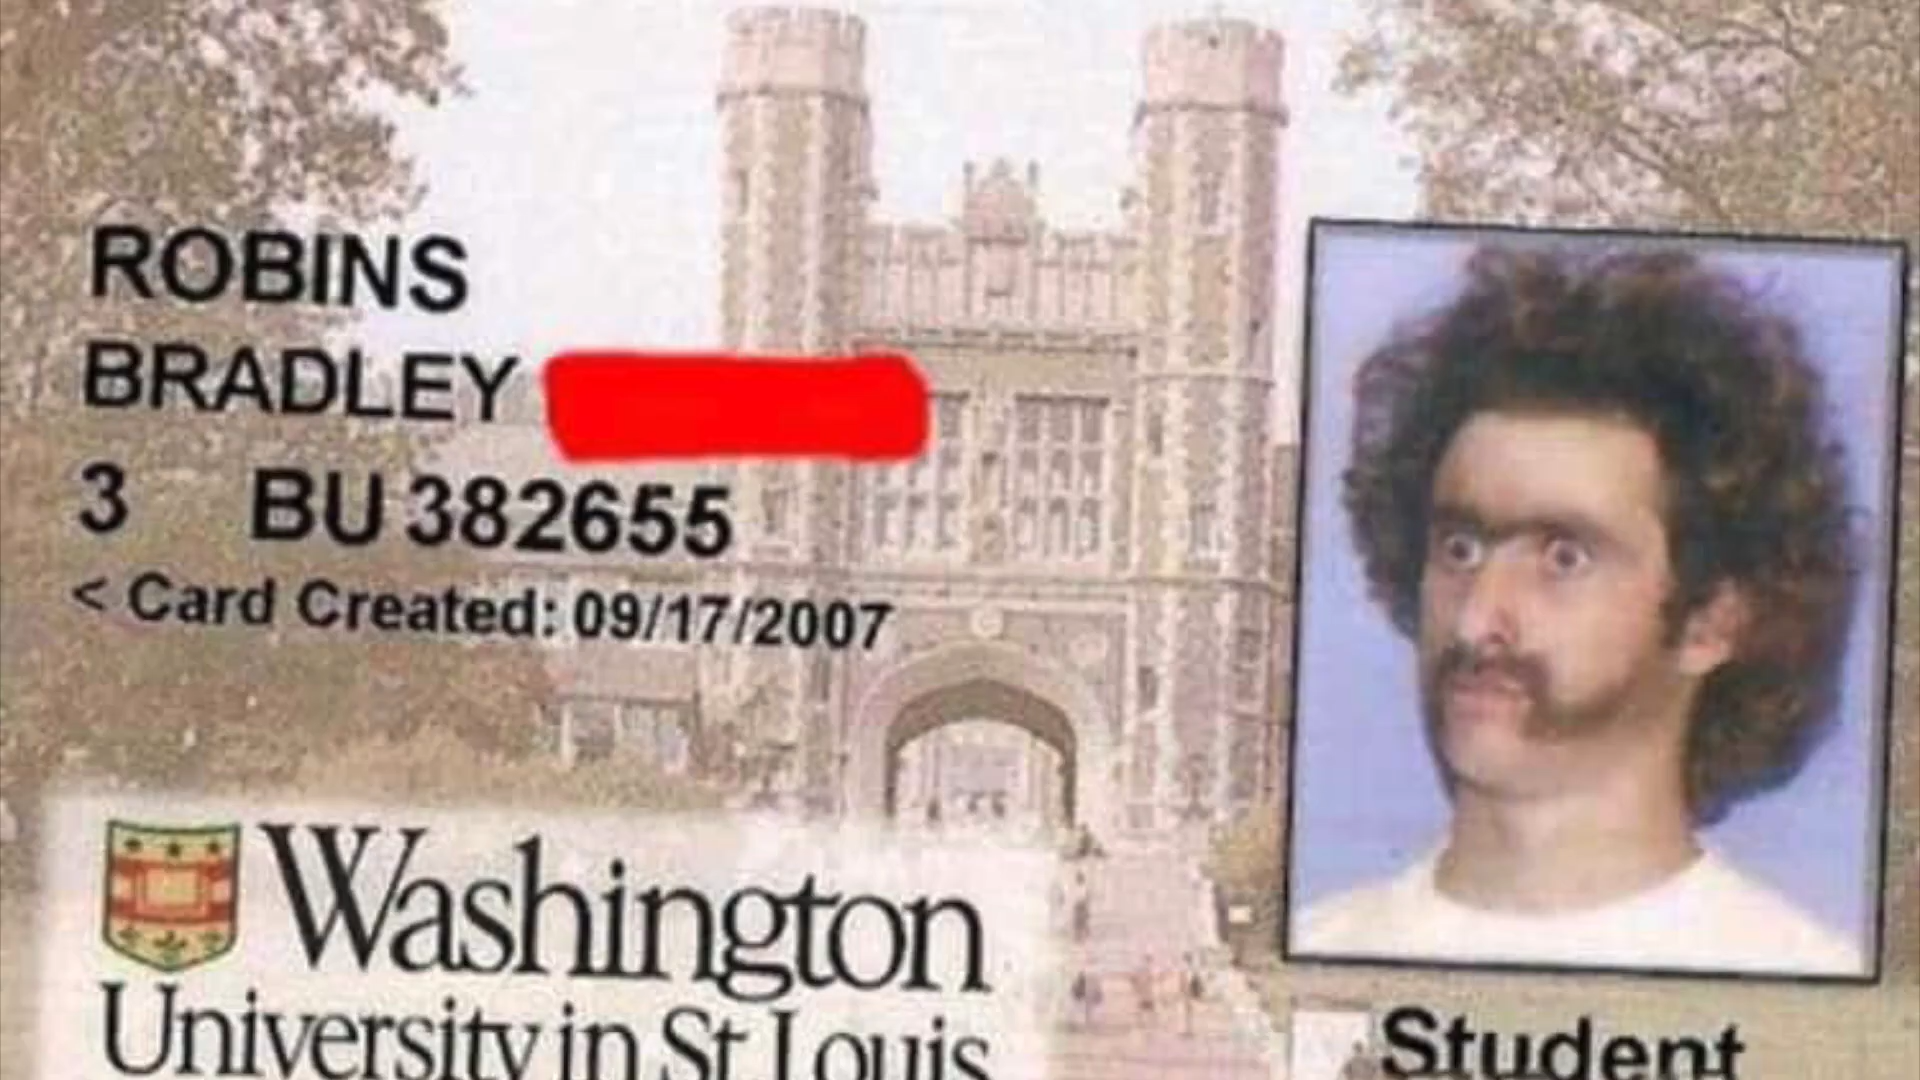 ROBINS
BRADLEY
3 BU 382655
< Card Created: 09/17/2007
Washington
University in St Louis
Student